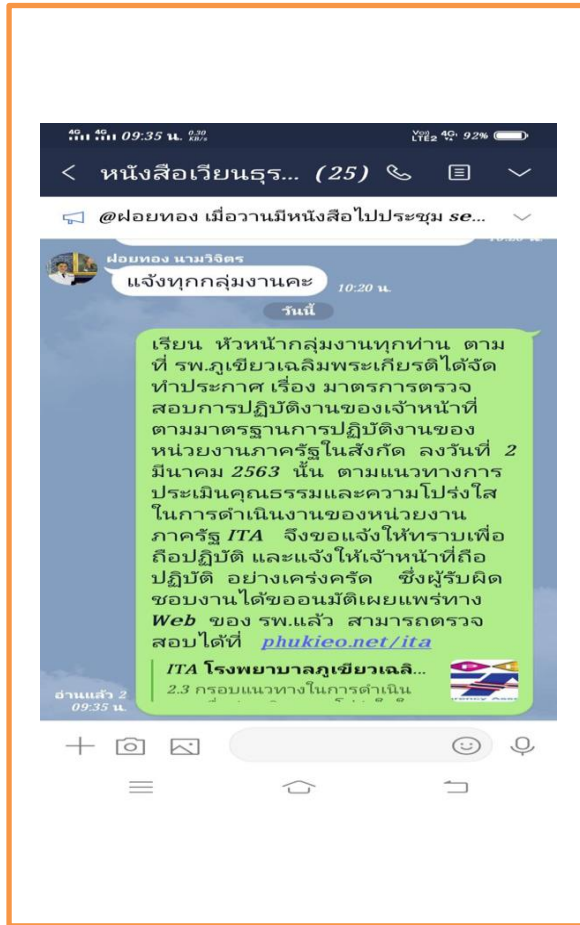 09:35 น. 0.30 KB/s 4G 92%
หนังสือเวียนธุร... (25)
@ฝอยทอง เมื่อวานมีหนังสือไปประชุม se...
ฝอยทอง นามวิจิตร
แจ้งทุกกลุ่มงานคะ
10:20 น.
วันนี้
เรียน หัวหน้ากลุ่มงานทุกท่าน ตาม
ที่ รพ.ภูเขียวเฉลิมพระเกียรติได้จัด
ทำประกาศ เรื่อง มาตรการตรวจ
สอบการปฏิบัติงานของเจ้าหน้าที่
ตามมาตรฐานการปฏิบัติงานของ
หน่วยงานภาครัฐในสังกัด ลงวันที่ 2
มีนาคม 2563 นั้น ตามแนวทางการ
ประเมินคุณธรรมและความโปร่งใส
ในการดำเนินงานของหน่วยงาน
ภาครัฐ ITA จึงขอแจ้งให้ทราบเพื่อ
ถือปฏิบัติ และแจ้งให้เจ้าหน้าที่ถือ
ปฏิบัติ อย่างเคร่งครัด ซึ่งผู้รับผิด
ชอบงานได้ขออนุมัติเผยแพร่ทาง
Web ของ รพ.แล้ว สามารถตรวจ
สอบได้ที่ phukieo.net/ita
ITA โรงพยาบาลภูเขียวเฉลิ...
2.3 กรอบแนวทางในการดำเนิน
อ่านแล้ว 2
09:35 น.